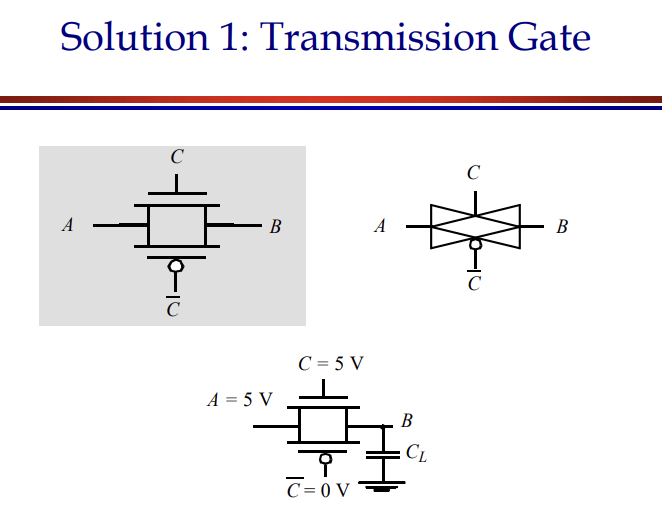 Solution 1: Transmission Gate
C
A
B
C̅
C
A
B
C̅
C = 5 V
A = 5 V
B
C_L
C̅ = 0 V